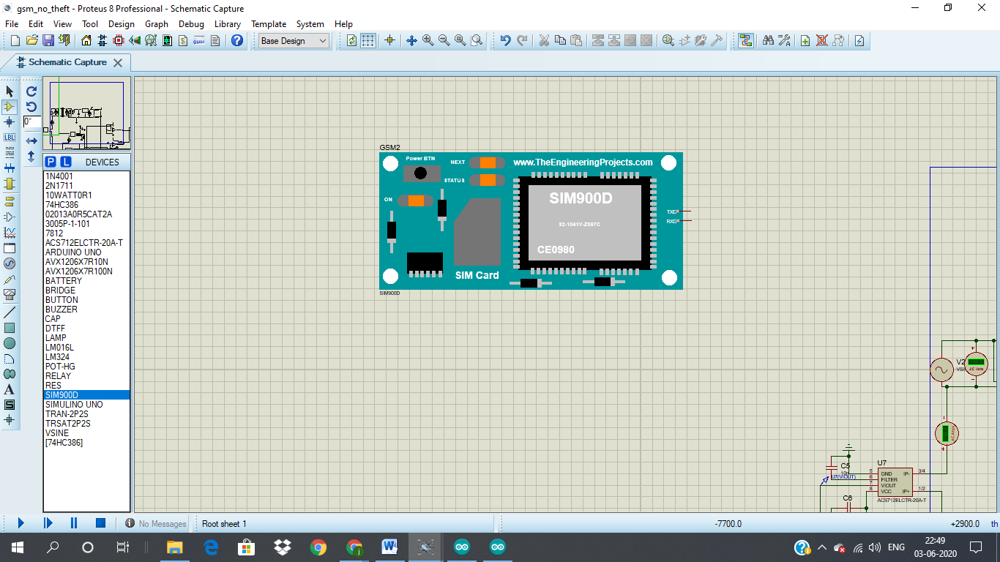 gsm_no_theft - Proteus 8 Professional - Schematic Capture
File Edit View Tool Design Graph Debug Library Template System Help
Base Design
Schematic Capture
0°
LBL
P L DEVICES
1N4001
2N1711
10WATT0R1
74HC386
02013A0R5CAT2A
3005P-1-101
7812
ACS712ELCTR-20A-T
ARDUINO UNO
AVX1206X7R10N
AVX1206X7R100N
BATTERY
BRIDGE
BUTTON
BUZZER
CAP
DTFF
LAMP
LM016L
LM324
POT-HG
RELAY
RES
SIM900D
SIMULINO UNO
TRAN-2P2S
TRSAT2P2S
VSINE
[74HC386]
A
S
GSM2
Power BTN
NEXT
STATUS
ON
www.TheEngineeringProjects.com
SIM900D
82-1041Y-Z097C
CE0980
SIM Card
TXD
RXD
SIM900D
V2
C5
U7(VIOUT)
U7
5 GND IP- 3/4
6 FILTER
7 VIOUT
8 VCC IP+ 1/2
ACS712ELCTR-20A-T
C6
No Messages
Root sheet 1
-7700.0
+2900.0 th
ENG
22:49
03-06-2020